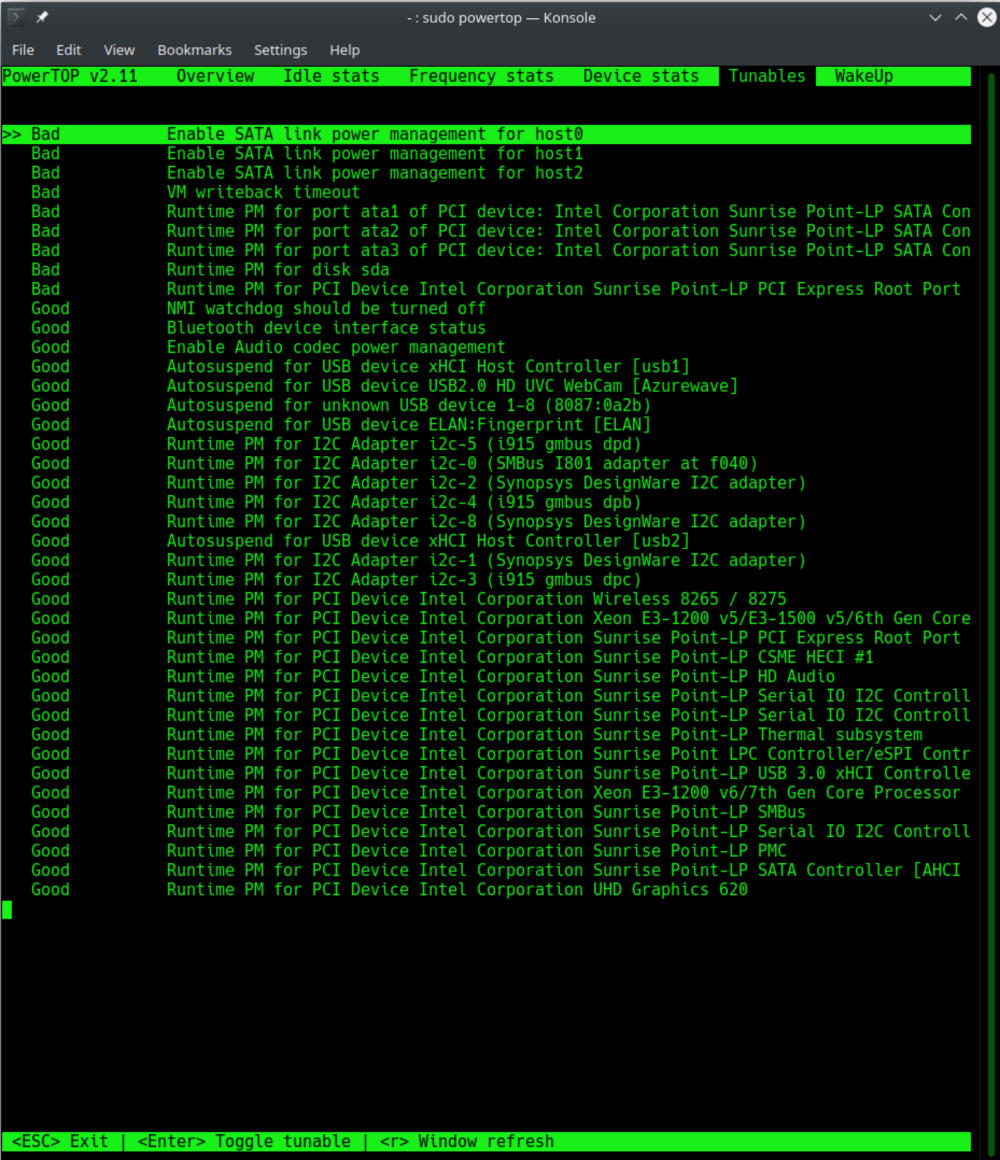 - : sudo powertop — Konsole
File Edit View Bookmarks Settings Help
PowerTOP v2.11 Overview Idle stats Frequency stats Device stats Tunables WakeUp
>> Bad Enable SATA link power management for host0
Bad Enable SATA link power management for host1
Bad Enable SATA link power management for host2
Bad VM writeback timeout
Bad Runtime PM for port ata1 of PCI device: Intel Corporation Sunrise Point-LP SATA Con
Bad Runtime PM for port ata2 of PCI device: Intel Corporation Sunrise Point-LP SATA Con
Bad Runtime PM for port ata3 of PCI device: Intel Corporation Sunrise Point-LP SATA Con
Bad Runtime PM for disk sda
Bad Runtime PM for PCI Device Intel Corporation Sunrise Point-LP PCI Express Root Port
Good NMI watchdog should be turned off
Good Bluetooth device interface status
Good Enable Audio codec power management
Good Autosuspend for USB device xHCI Host Controller [usb1]
Good Autosuspend for USB device USB2.0 HD UVC WebCam [Azurewave]
Good Autosuspend for unknown USB device 1-8 (8087:0a2b)
Good Autosuspend for USB device ELAN:Fingerprint [ELAN]
Good Runtime PM for I2C Adapter i2c-5 (i915 gmbus dpd)
Good Runtime PM for I2C Adapter i2c-0 (SMBus I801 adapter at f040)
Good Runtime PM for I2C Adapter i2c-2 (Synopsys DesignWare I2C adapter)
Good Runtime PM for I2C Adapter i2c-4 (i915 gmbus dpb)
Good Runtime PM for I2C Adapter i2c-8 (Synopsys DesignWare I2C adapter)
Good Autosuspend for USB device xHCI Host Controller [usb2]
Good Runtime PM for I2C Adapter i2c-1 (Synopsys DesignWare I2C adapter)
Good Runtime PM for I2C Adapter i2c-3 (i915 gmbus dpc)
Good Runtime PM for PCI Device Intel Corporation Wireless 8265 / 8275
Good Runtime PM for PCI Device Intel Corporation Xeon E3-1200 v5/E3-1500 v5/6th Gen Core
Good Runtime PM for PCI Device Intel Corporation Sunrise Point-LP PCI Express Root Port
Good Runtime PM for PCI Device Intel Corporation Sunrise Point-LP CSME HECI #1
Good Runtime PM for PCI Device Intel Corporation Sunrise Point-LP HD Audio
Good Runtime PM for PCI Device Intel Corporation Sunrise Point-LP Serial IO I2C Controll
Good Runtime PM for PCI Device Intel Corporation Sunrise Point-LP Serial IO I2C Controll
Good Runtime PM for PCI Device Intel Corporation Sunrise Point-LP Thermal subsystem
Good Runtime PM for PCI Device Intel Corporation Sunrise Point LPC Controller/eSPI Contr
Good Runtime PM for PCI Device Intel Corporation Sunrise Point-LP USB 3.0 xHCI Controlle
Good Runtime PM for PCI Device Intel Corporation Xeon E3-1200 v6/7th Gen Core Processor
Good Runtime PM for PCI Device Intel Corporation Sunrise Point-LP SMBus
Good Runtime PM for PCI Device Intel Corporation Sunrise Point-LP Serial IO I2C Controll
Good Runtime PM for PCI Device Intel Corporation Sunrise Point-LP PMC
Good Runtime PM for PCI Device Intel Corporation Sunrise Point-LP SATA Controller [AHCI
Good Runtime PM for PCI Device Intel Corporation UHD Graphics 620
<ESC> Exit | <Enter> Toggle tunable | <r> Window refresh